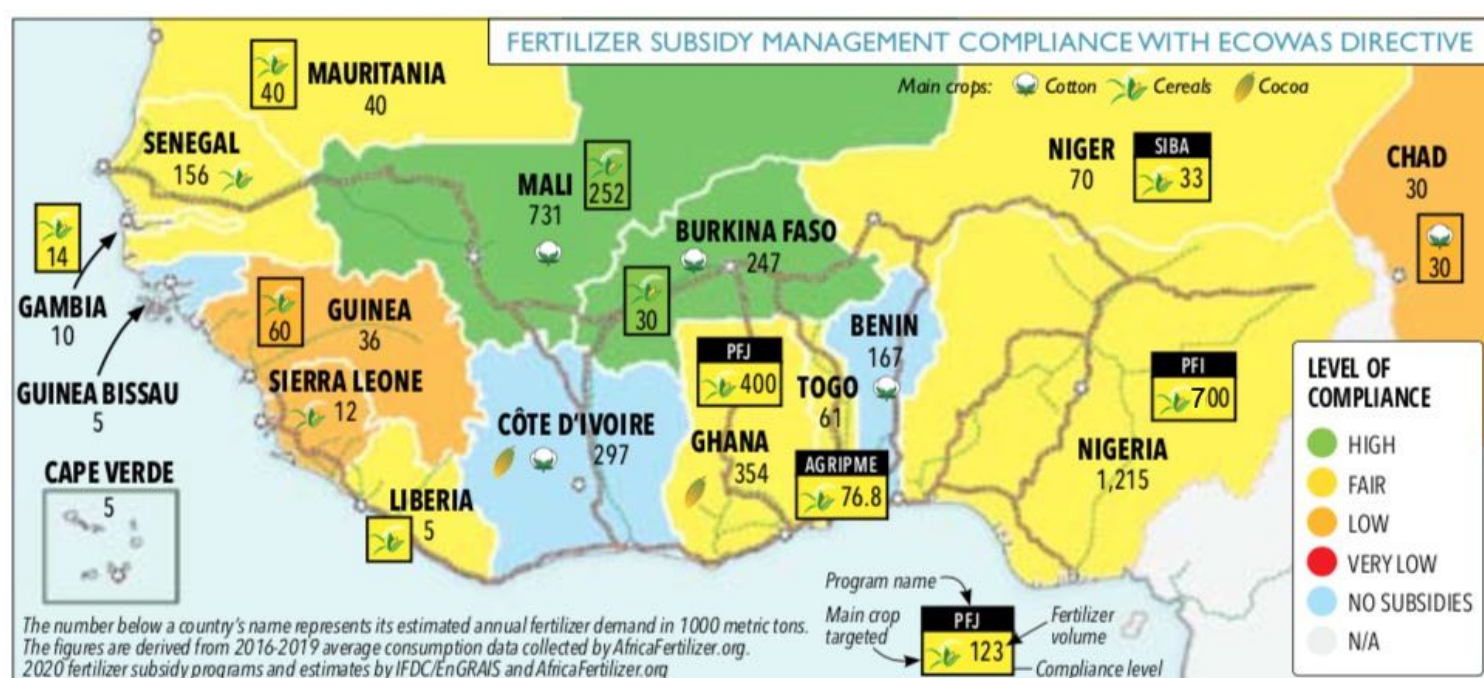 FERTILIZER SUBSIDY MANAGEMENT COMPLIANCE WITH ECOWAS DIRECTIVE
Main crops: Cotton Cereals Cocoa
40
MAURITANIA
40
SENEGAL
156
MALI
731
252
NIGER
70
SIBA
33
CHAD
30
30
14
GAMBIA
10
BURKINA FASO
247
30
60
GUINEA
36
GUINEA BISSAU
5
SIERRA LEONE
12
BENIN
167
PFJ
400
TOGO
61
PFI
700
CÔTE D'IVOIRE
297
GHANA
354
AGRIPME
76.8
NIGERIA
1,215
CAPE VERDE
5
LIBERIA
5
LEVEL OF
COMPLIANCE
HIGH
FAIR
LOW
VERY LOW
NO SUBSIDIES
N/A
Program name
Main crop
targeted
PFJ
123
Fertilizer
volume
Compliance level
The number below a country's name represents its estimated annual fertilizer demand in 1000 metric tons.
The figures are derived from 2016-2019 average consumption data collected by AfricaFertilizer.org.
2020 fertilizer subsidy programs and estimates by IFDC/EnGRAIS and AfricaFertilizer.org